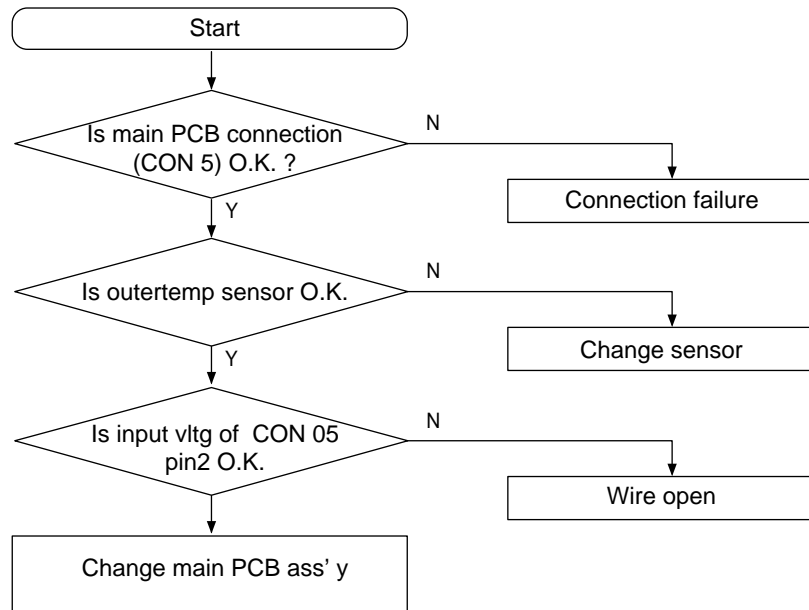 Start
Is main PCB connection
(CON 5) O.K. ?
N
Connection failure
Y
Is outertemp sensor O.K.
N
Change sensor
Y
Is input vltg of CON 05
pin2 O.K.
N
Wire open
Change main PCB ass' y